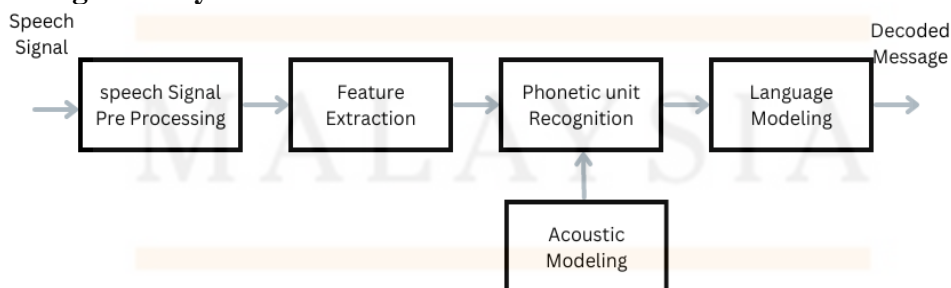 Speech
Signal
Decoded
Message
speech Signal
Pre Processing
Feature
Extraction
Phonetic unit
Recognition
Language
Modeling
Acoustic
Modeling
MALAYSIA